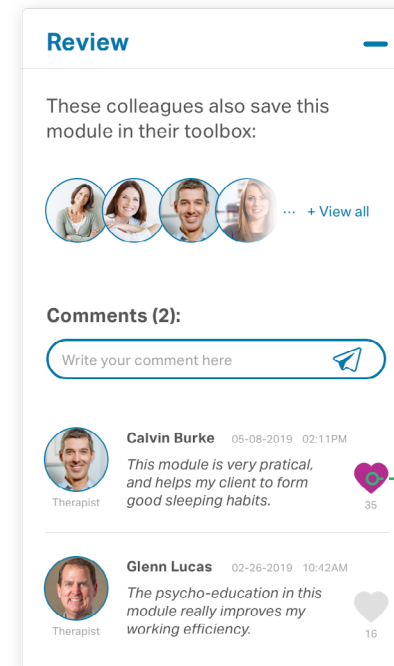 Review
These colleagues also save this
module in their toolbox:
... + View all
Comments (2):
Write your comment here
Calvin Burke 05-08-2019 02:11PM
This module is very pratical,
and helps my client to form
good sleeping habits.
Therapist
35
Glenn Lucas 02-26-2019 10:42AM
The psycho-education in this
module really improves my
working efficiency.
Therapist
16